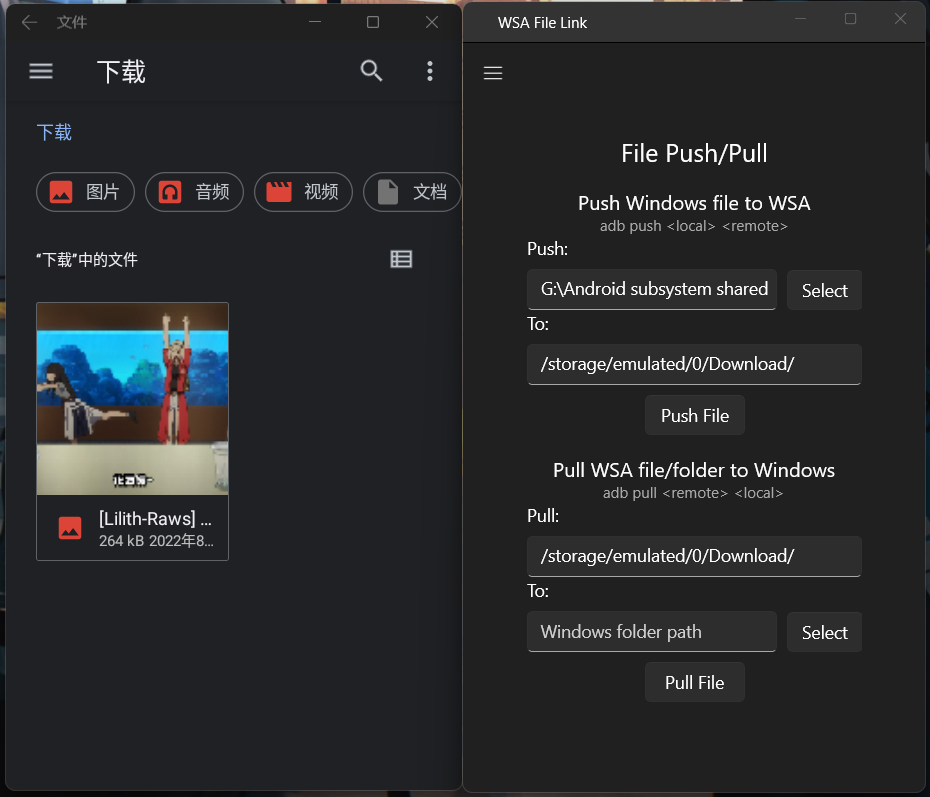 文件
下载
下载
图片
音频
视频
文档
“下载”中的文件
[Lilith-Raws] ...
264 kB 2022年8...
WSA File Link
File Push/Pull
Push Windows file to WSA
adb push <local> <remote>
Push:
G:\Android subsystem shared
Select
To:
/storage/emulated/0/Download/
Push File
Pull WSA file/folder to Windows
adb pull <remote> <local>
Pull:
/storage/emulated/0/Download/
To:
Windows folder path
Select
Pull File